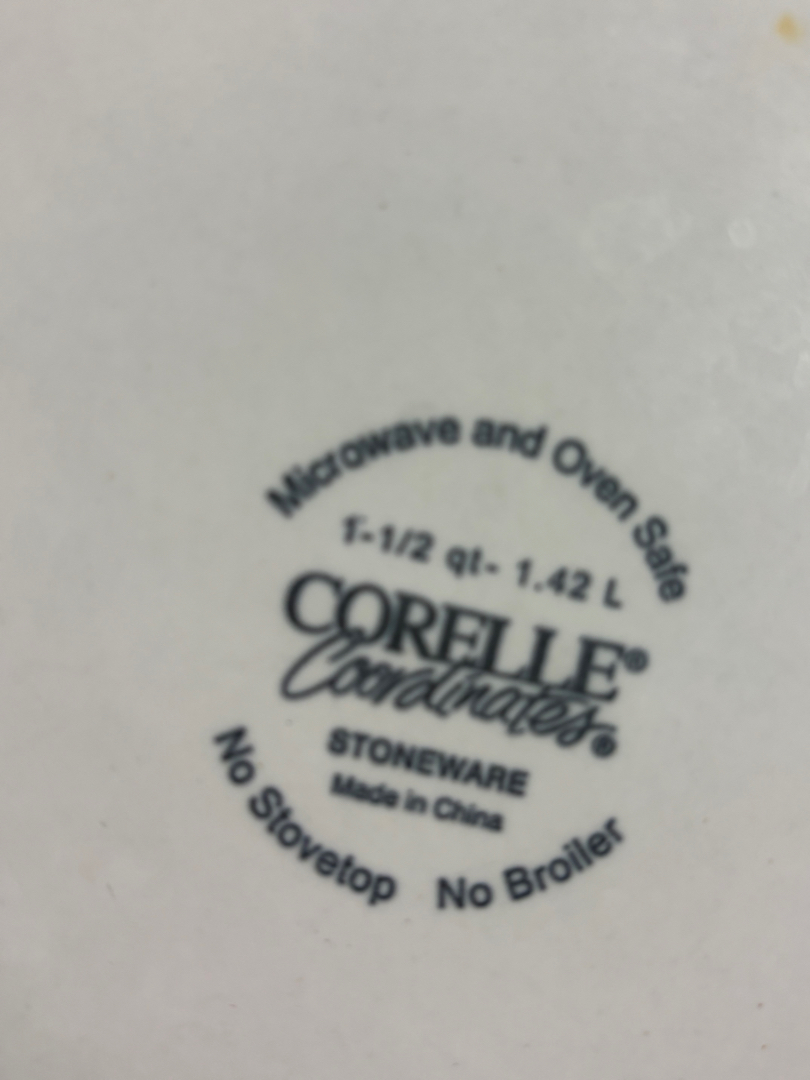 Microwave and Oven Safe
1-1/2 qt- 1.42 L
CORELLE®
Coordinates®
STONEWARE
Made in China
No Stovetop No Broiler